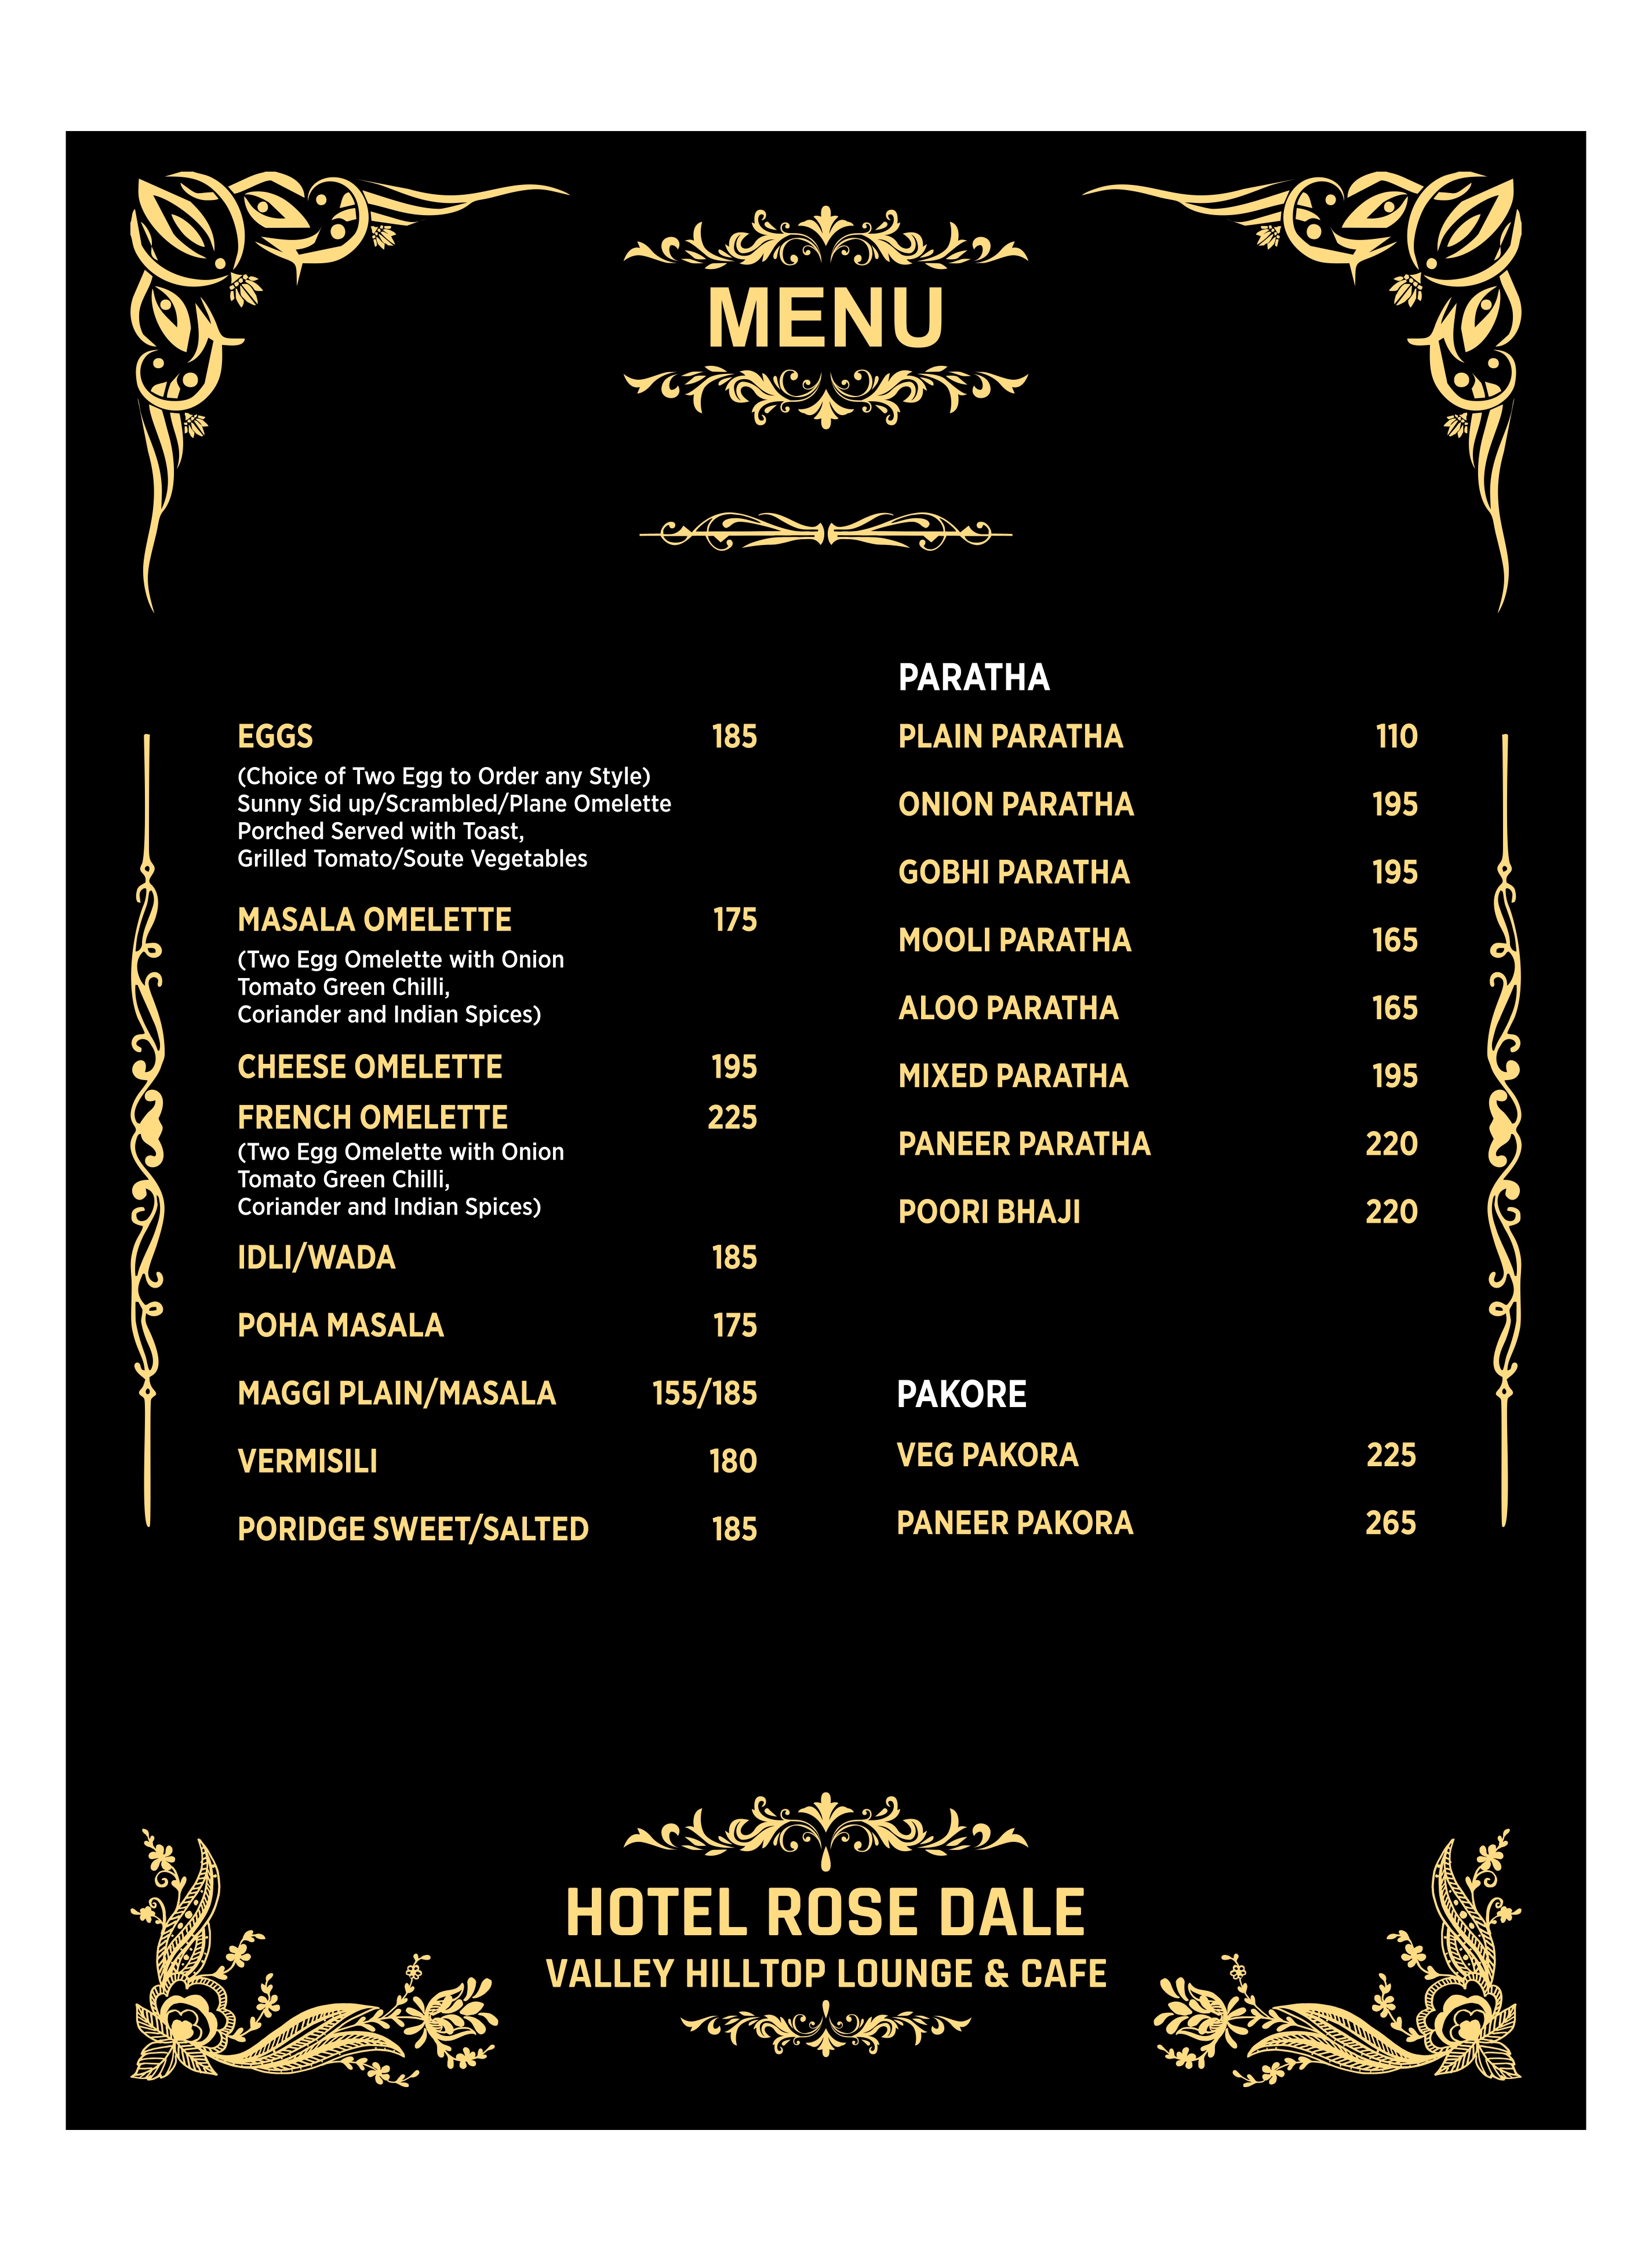 MENU
EGGS 185
(Choice of Two Egg to Order any Style)
Sunny Sid up/Scrambled/Plane Omelette
Porched Served with Toast,
Grilled Tomato/Soute Vegetables
MASALA OMELETTE 175
(Two Egg Omelette with Onion
Tomato Green Chilli,
Coriander and Indian Spices)
CHEESE OMELETTE 195
FRENCH OMELETTE 225
(Two Egg Omelette with Onion
Tomato Green Chilli,
Coriander and Indian Spices)
IDLI/WADA 185
POHA MASALA 175
MAGGI PLAIN/MASALA 155/185
VERMISILI 180
PORIDGE SWEET/SALTED 185
PARATHA
PLAIN PARATHA 110
ONION PARATHA 195
GOBHI PARATHA 195
MOOLI PARATHA 165
ALOO PARATHA 165
MIXED PARATHA 195
PANEER PARATHA 220
POORI BHAJI 220
PAKORE
VEG PAKORA 225
PANEER PAKORA 265
HOTEL ROSE DALE
VALLEY HILLTOP LOUNGE & CAFE